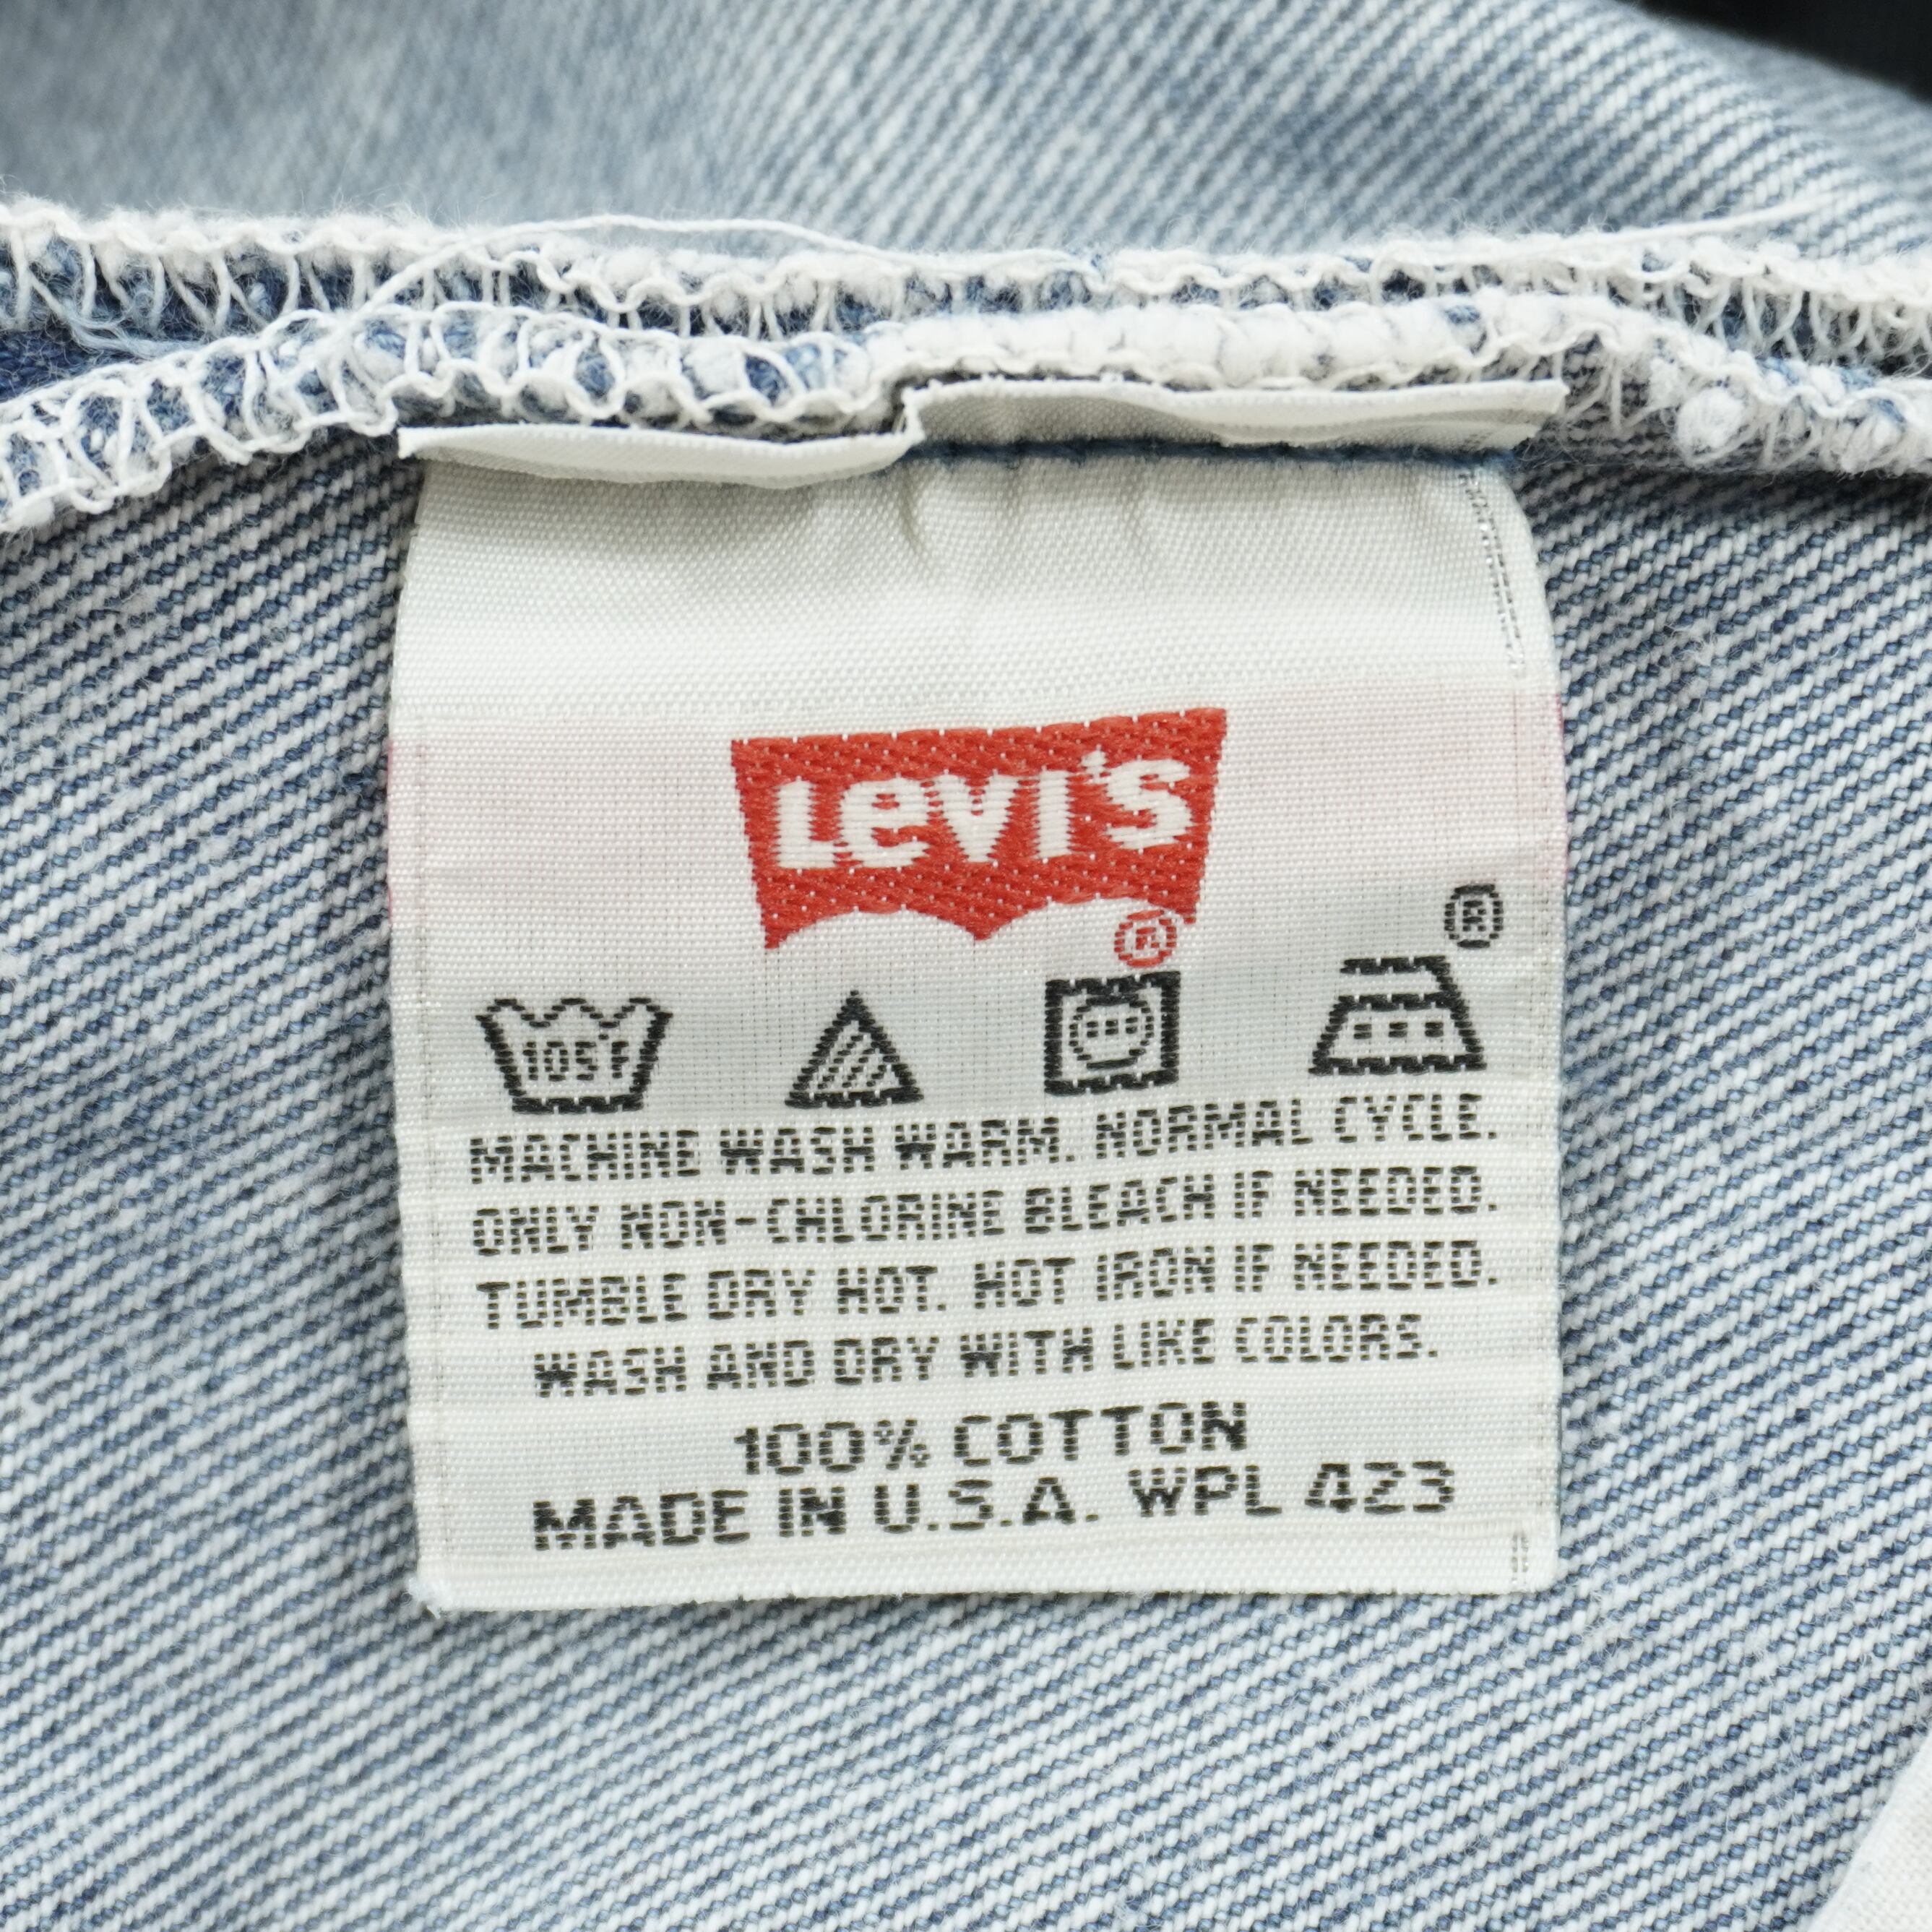 LEVI'S
®
®
105°F
MACHINE WASH WARM. NORMAL CYCLE.
ONLY NON-CHLORINE BLEACH IF NEEDED.
TUMBLE DRY HOT. HOT IRON IF NEEDED.
WASH AND DRY WITH LIKE COLORS.
100% COTTON
MADE IN U.S.A. WPL 423